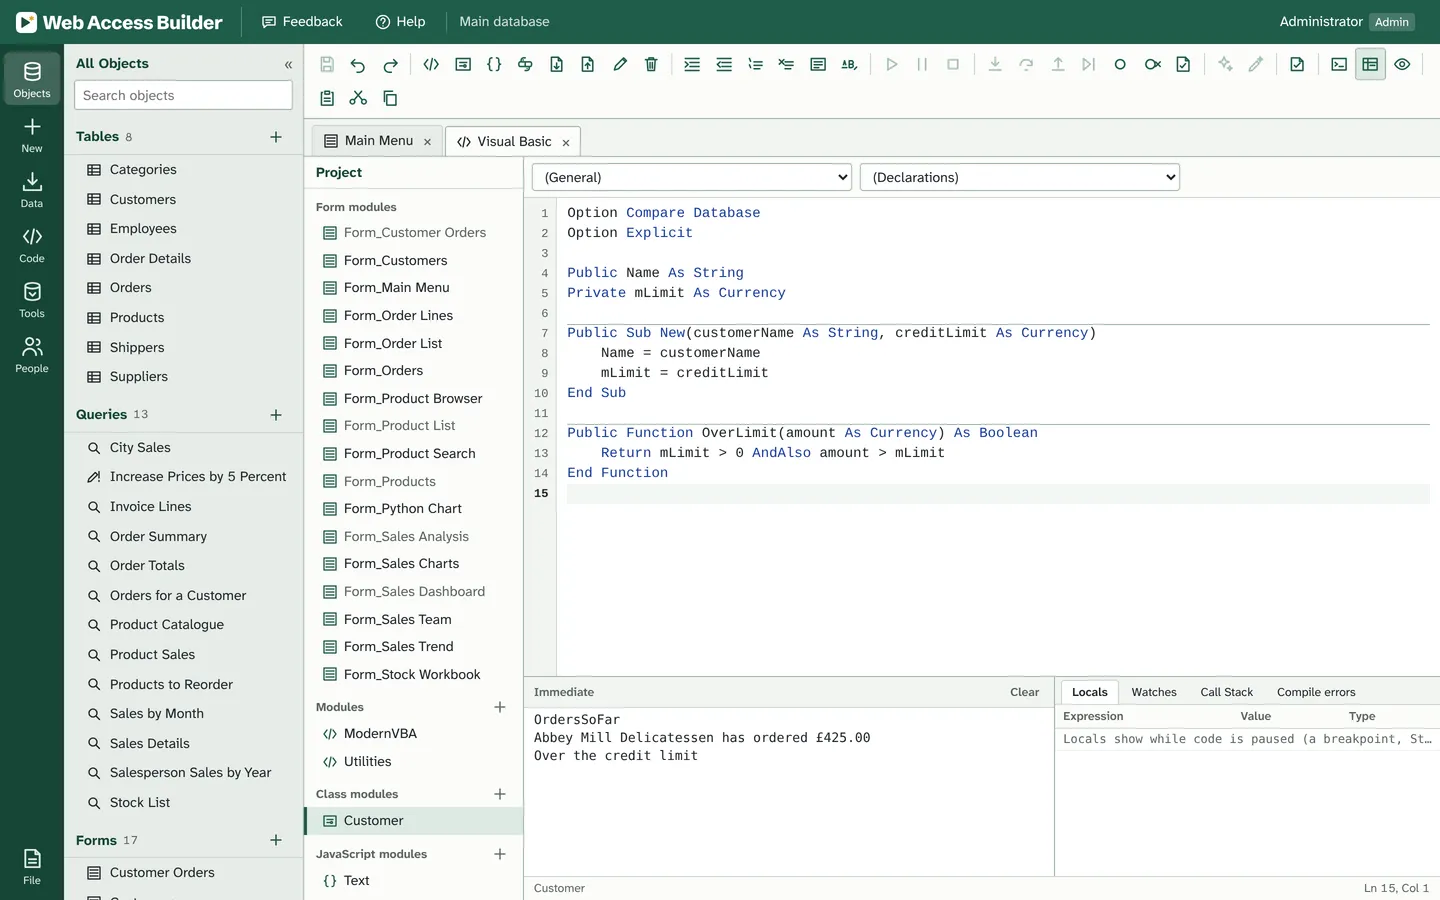 Web Access Builder
Feedback
Help
Main database
Administrator
Admin
Objects
New
Data
Code
Tools
People
File
All Objects
«
Search objects
Tables 8
Categories
Customers
Employees
Order Details
Orders
Products
Shippers
Suppliers
Queries 13
City Sales
Increase Prices by 5 Percent
Invoice Lines
Order Summary
Order Totals
Orders for a Customer
Product Catalogue
Product Sales
Products to Reorder
Sales by Month
Sales Details
Salesperson Sales by Year
Stock List
Forms 17
Customer Orders
Main Menu ×
Visual Basic ×
Project
Form modules
Form_Customer Orders
Form_Customers
Form_Main Menu
Form_Order Lines
Form_Order List
Form_Orders
Form_Product Browser
Form_Product List
Form_Product Search
Form_Products
Form_Python Chart
Form_Sales Analysis
Form_Sales Charts
Form_Sales Dashboard
Form_Sales Team
Form_Sales Trend
Form_Stock Workbook
Modules
ModernVBA
Utilities
Class modules
Customer
JavaScript modules
{} Text
(General)
(Declarations)
1 Option Compare Database
2 Option Explicit
3
4 Public Name As String
5 Private mLimit As Currency
6
7 Public Sub New(customerName As String, creditLimit As Currency)
8 Name = customerName
9 mLimit = creditLimit
10 End Sub
11
12 Public Function OverLimit(amount As Currency) As Boolean
13 Return mLimit > 0 AndAlso amount > mLimit
14 End Function
15
Immediate
Clear
OrdersSoFar
Abbey Mill Delicatessen has ordered £425.00
Over the credit limit
Locals
Watches
Call Stack
Compile errors
Expression
Value
Type
Locals show while code is paused (a breakpoint, St…
Customer
Ln 15, Col 1